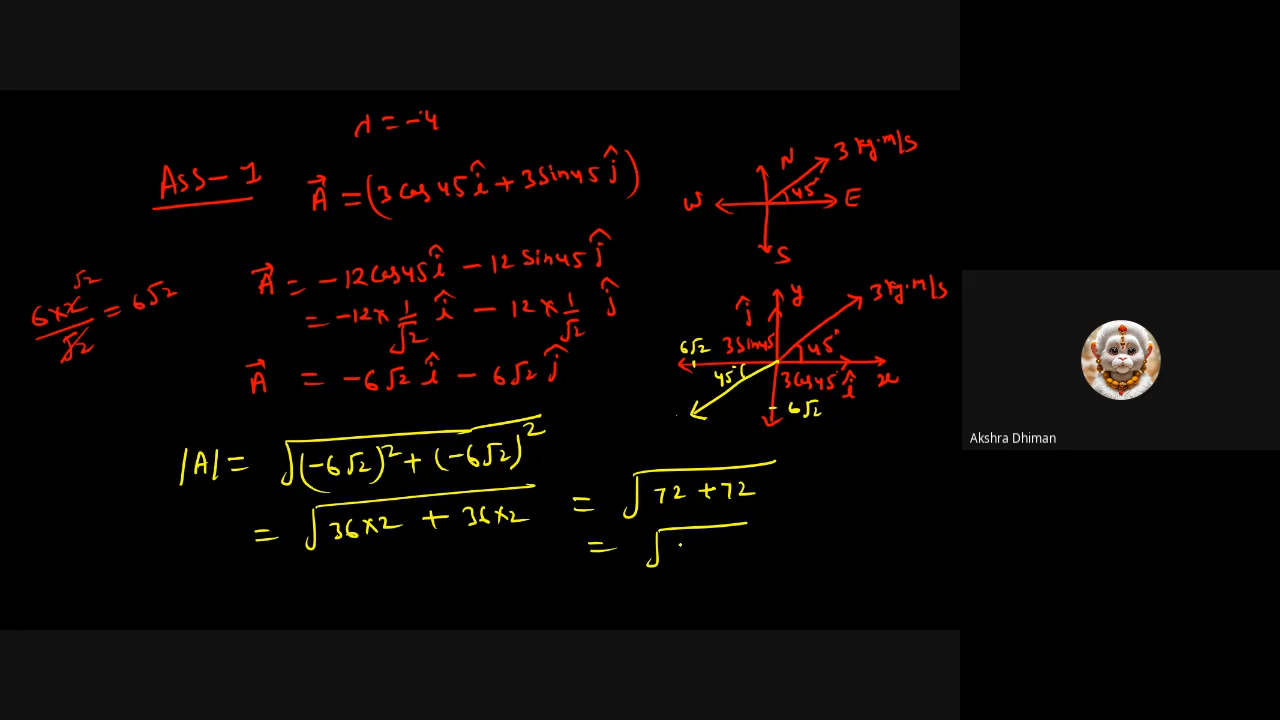 λ = -4
Ass-1
A⃗ = (3 cos 45 î + 3 sin 45 ĵ)
N
3 kg·m/s
W
45°
E
S
A⃗ = -12 cos 45 î - 12 sin 45 ĵ
6×2̸ √2 / √2̸ = 6√2
= -12 × 1/√2 î - 12 × 1/√2 ĵ
A⃗ = -6√2 î - 6√2 ĵ
ĵ
y
3 kg·m/s
6√2
3 sin 45
45°
45°
3 cos 45° î
x
6√2
|A| = √((-6√2)² + (-6√2)²)
= √(36×2 + 36×2)
= √(72 + 72)
= √
Akshra Dhiman